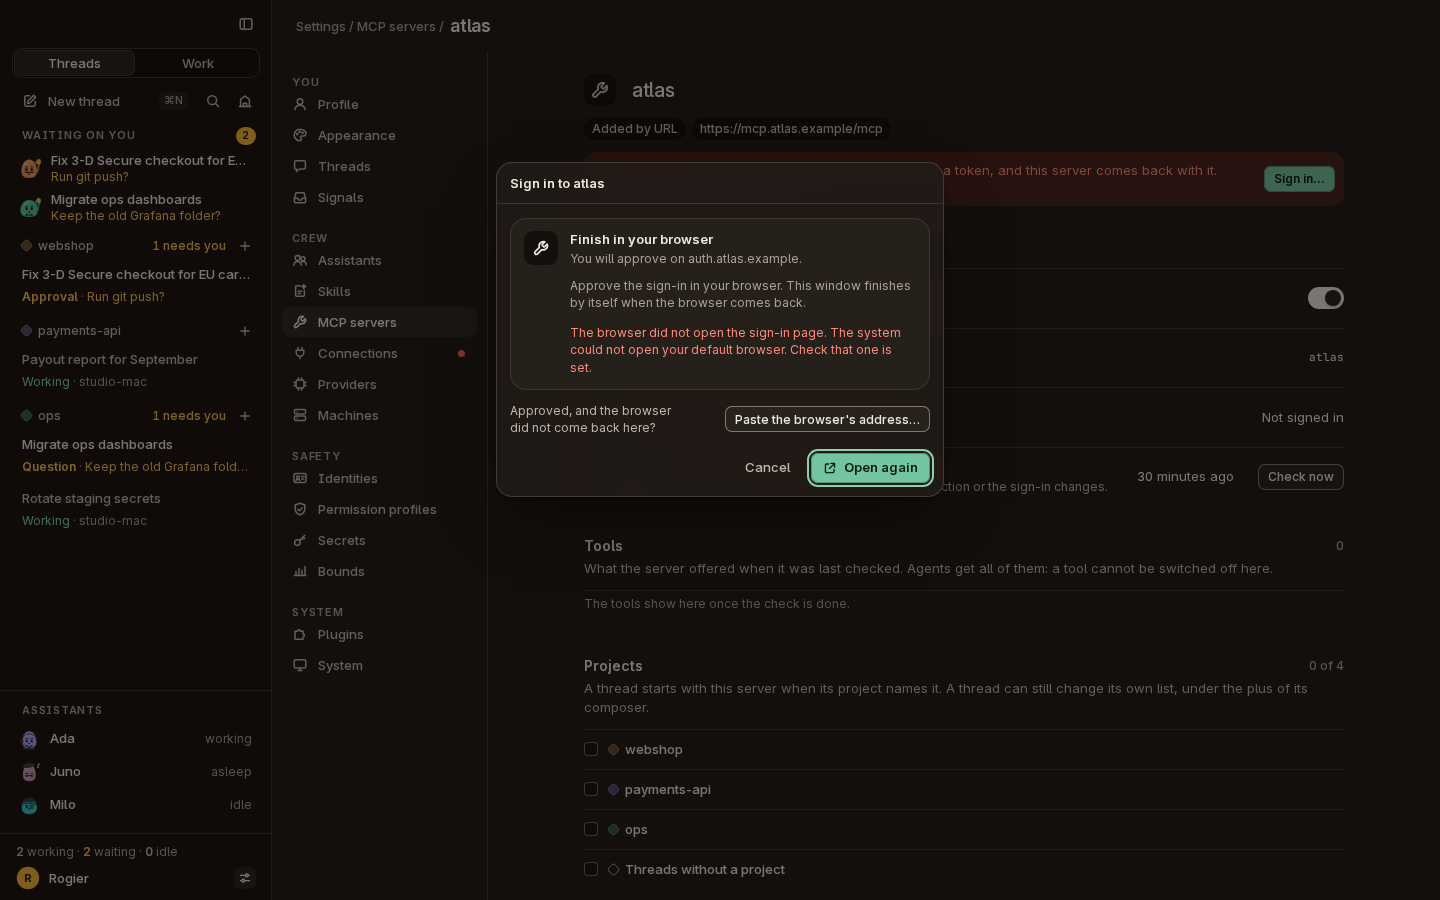 Settings / MCP servers / atlas
Threads
Work
New thread
⌘N
WAITING ON YOU
2
Fix 3-D Secure checkout for E...
Run git push?
Migrate ops dashboards
Keep the old Grafana folder?
webshop
1 needs you
Fix 3-D Secure checkout for EU car...
Approval · Run git push?
payments-api
Payout report for September
Working · studio-mac
ops
1 needs you
Migrate ops dashboards
Question · Keep the old Grafana fold...
Rotate staging secrets
Working · studio-mac
ASSISTANTS
Ada
working
Juno
asleep
Milo
idle
2 working · 2 waiting · 0 idle
R
Rogier
YOU
Profile
Appearance
Threads
Signals
CREW
Assistants
Skills
MCP servers
Connections
Providers
Machines
SAFETY
Identities
Permission profiles
Secrets
Bounds
SYSTEM
Plugins
System
atlas
Added by URL
https://mcp.atlas.example/mcp
a token, and this server comes back with it.
Sign in...
Sign in to atlas
Finish in your browser
You will approve on auth.atlas.example.
Approve the sign-in in your browser. This window finishes
by itself when the browser comes back.
The browser did not open the sign-in page. The system
could not open your default browser. Check that one is
set.
Approved, and the browser
did not come back here?
Paste the browser's address...
Cancel
Open again
atlas
Not signed in
ction or the sign-in changes.
30 minutes ago
Check now
Tools
0
What the server offered when it was last checked. Agents get all of them: a tool cannot be switched off here.
The tools show here once the check is done.
Projects
0 of 4
A thread starts with this server when its project names it. A thread can still change its own list, under the plus of its
composer.
webshop
payments-api
ops
Threads without a project